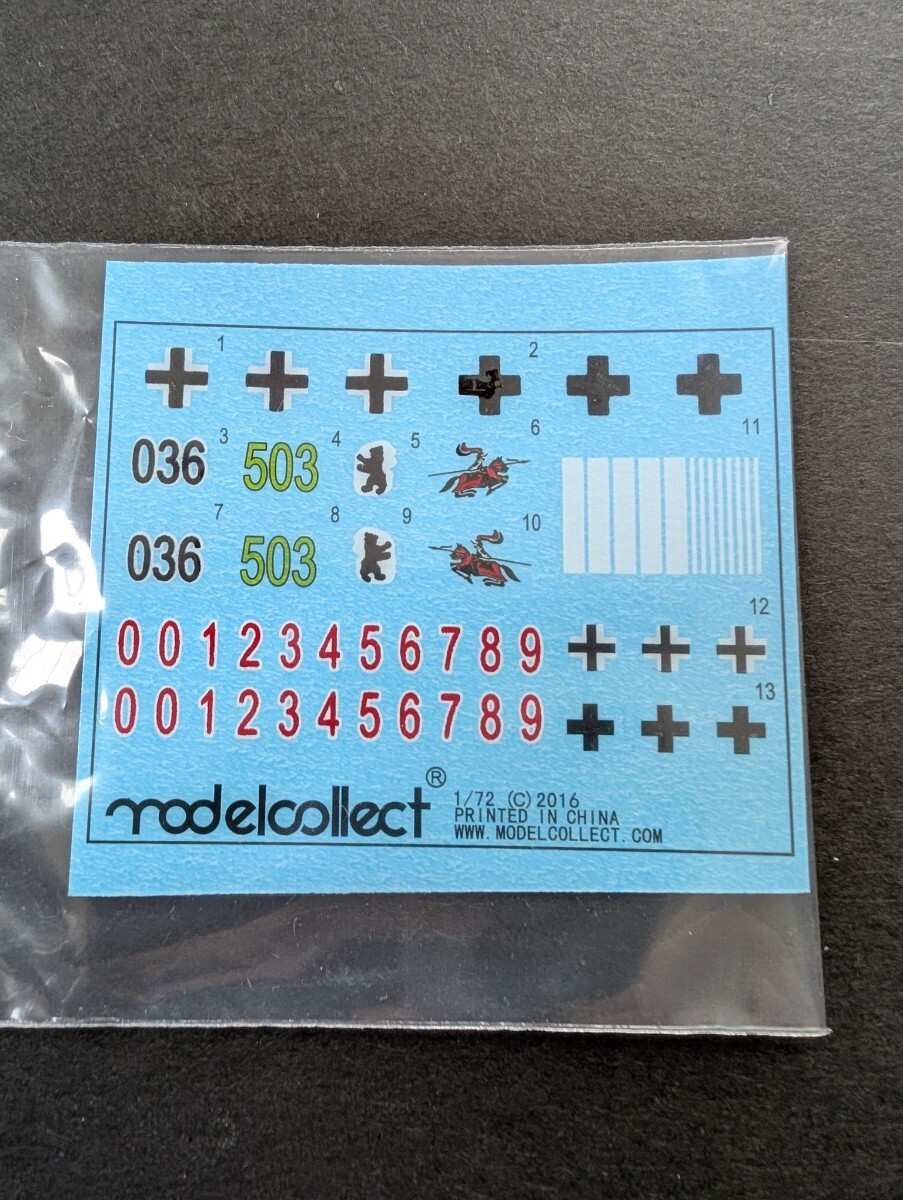 1 2
036 3 503 4 5 6 11
036 7 503 8 9 10
12
0 0 1 2 3 4 5 6 7 8 9
13
0 0 1 2 3 4 5 6 7 8 9
modelcollect ®
1/72 (C) 2016
PRINTED IN CHINA
WWW.MODELCOLLECT.COM